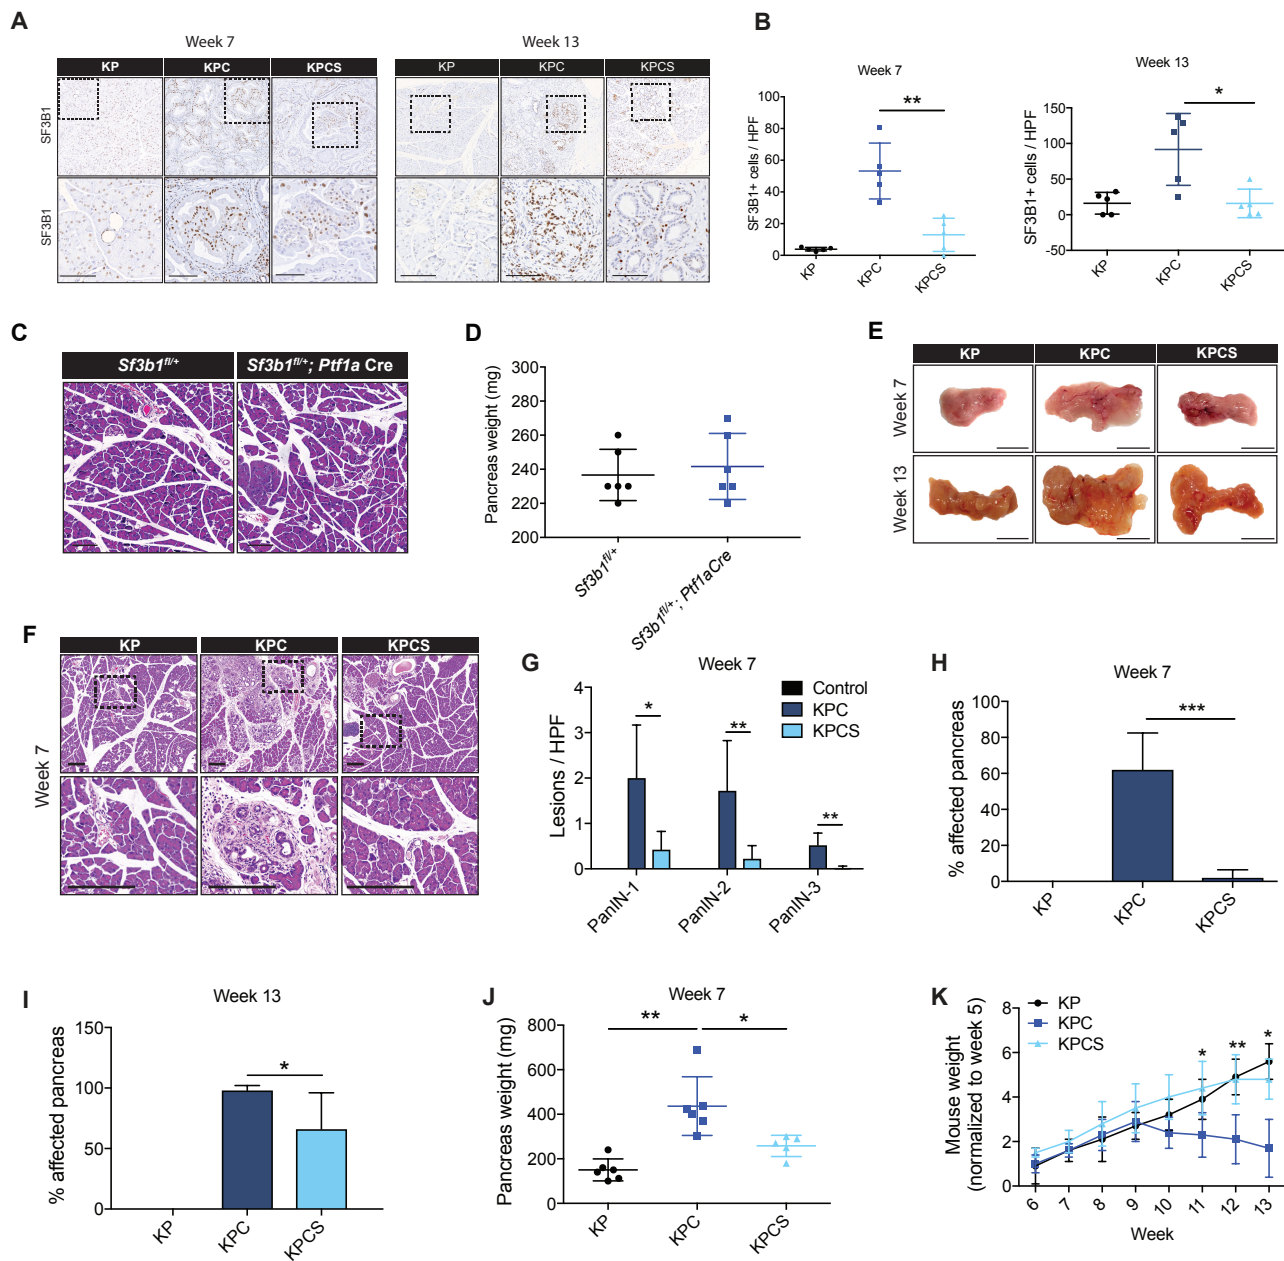 A
Week 7
Week 13
KP KPC KPCS
KP KPC KPCS
SF3B1
SF3B1
SF3B1
SF3B1
B
Week 7
SF3B1+ cells / HPF
100
80
60
40
20
0
**
KP KPC KPCS
Week 13
SF3B1+ cells / HPF
150
100
50
0
-50
*
KP KPC KPCS
C
Sf3b1fl/+ Sf3b1fl/+; Ptf1a Cre
D
Pancreas weight (mg)
300
280
260
240
220
200
Sf3b1fl/+ Sf3b1fl/+; Ptf1aCre
E
KP KPC KPCS
Week 7
Week 13
F
KP KPC KPCS
Week 7
G
Week 7
Lesions / HPF
4
3
2
1
0
* ** **
Control
KPC
KPCS
PanIN-1 PanIN-2 PanIN-3
H
Week 7
% affected pancreas
100
80
60
40
20
0
***
KP KPC KPCS
I
Week 13
% affected pancreas
150
100
50
0
*
KP KPC KPCS
J
Week 7
Pancreas weight (mg)
800
600
400
200
0
** *
KP KPC KPCS
K
Mouse weight
(normalized to week 5)
8
6
4
2
0
KP
KPC
KPCS
* ** *
6 7 8 9 10 11 12 13
Week